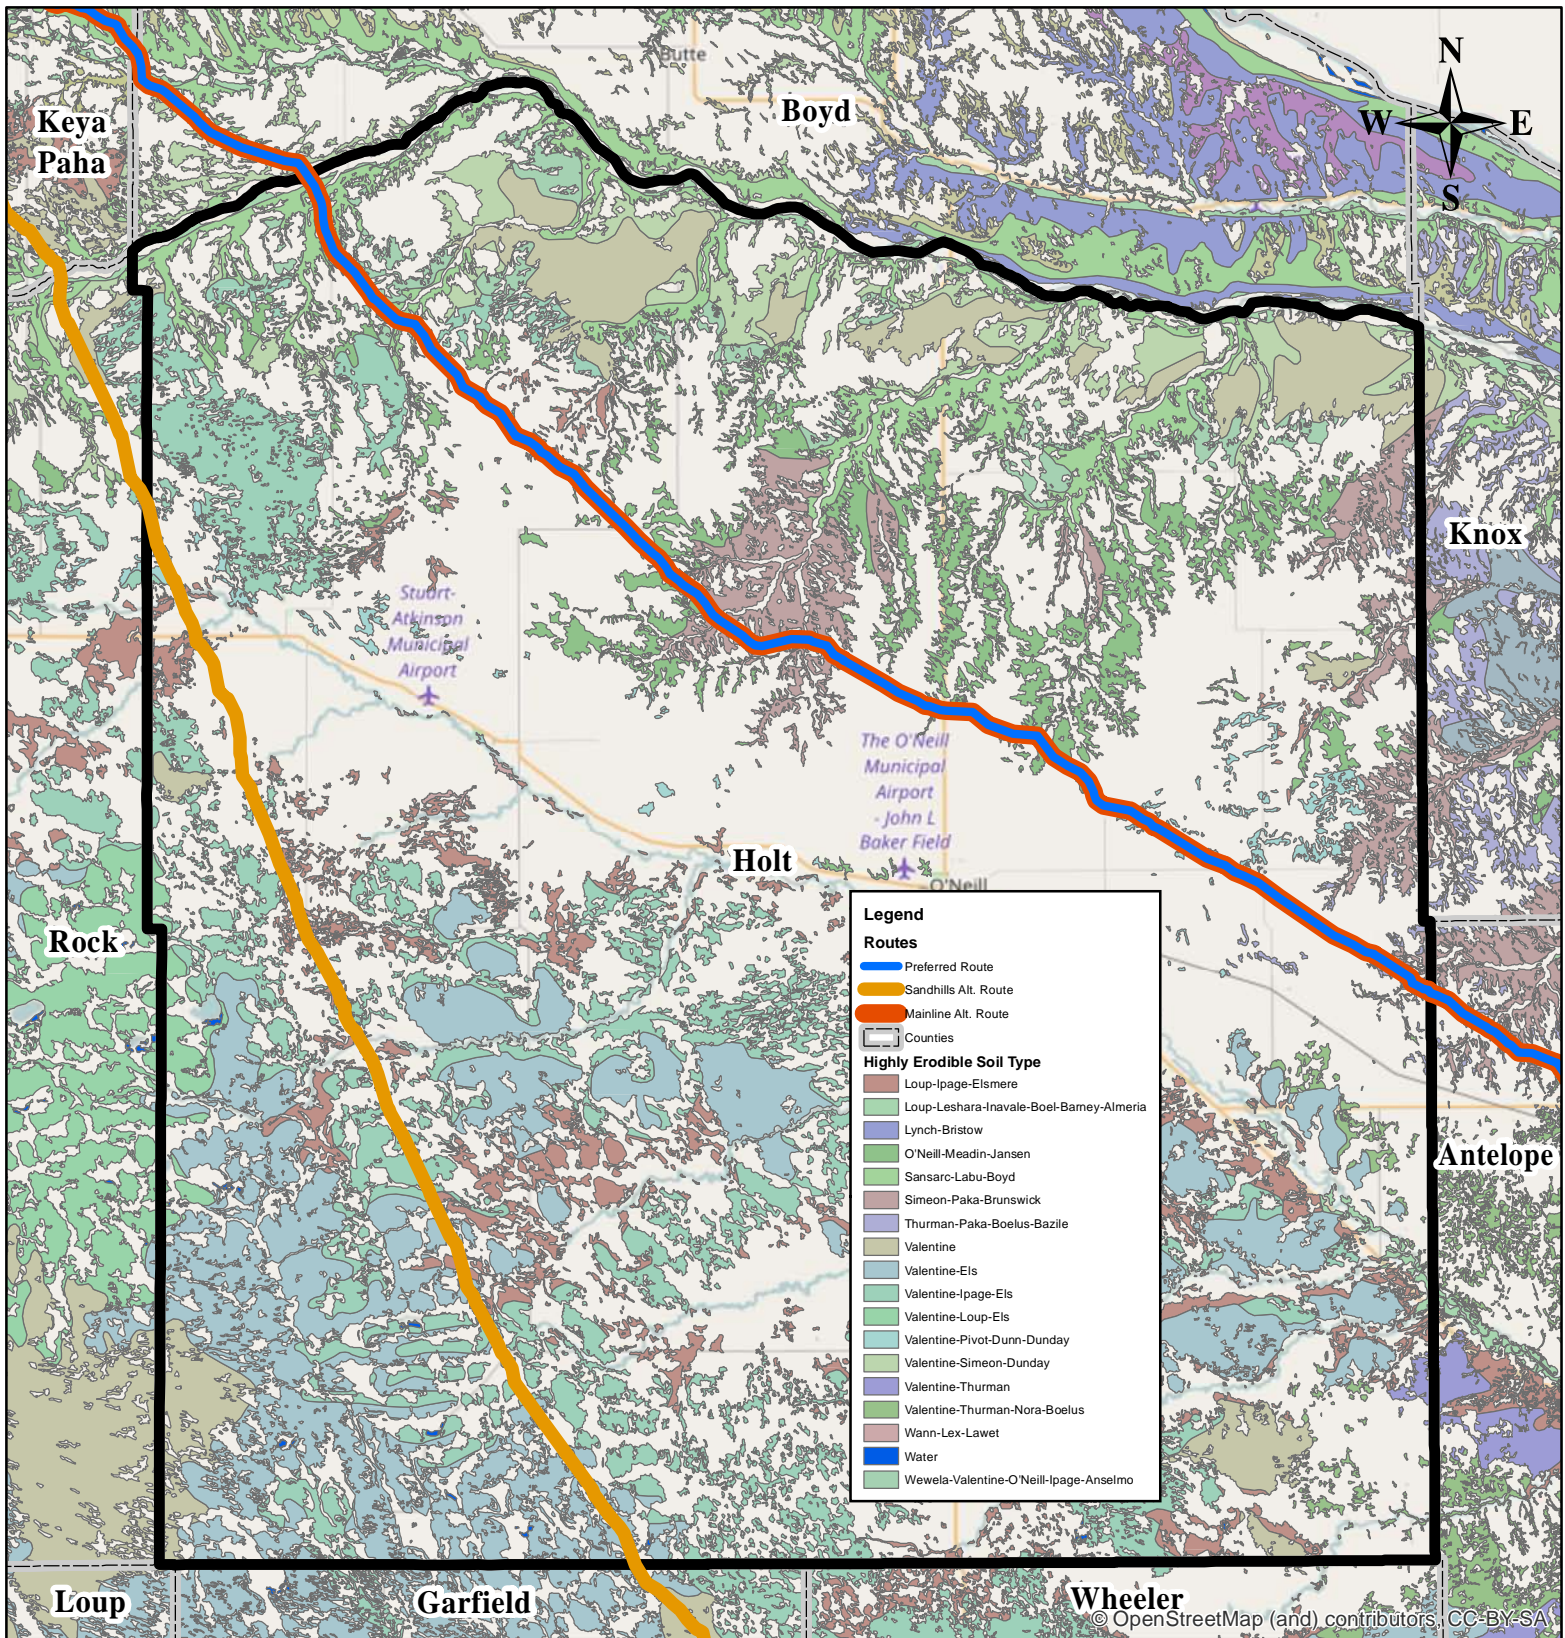 Butte
N
Boyd
Keya
Paha
W
E
S
Knox
Stuart-
Atkinson
Municipal
Airport
The O'Neill
Municipal
Airport
- John L
Baker Field
Holt
O'Neill
Rock
Legend
Routes
Preferred Route
Sandhills Alt. Route
Mainline Alt. Route
Counties
Highly Erodible Soil Type
Loup-Ipage-Elsmere
Loup-Leshara-Inavale-Boel-Barney-Almeria
Lynch-Bristow
O'Neill-Meadin-Jansen
Sansarc-Labu-Boyd
Simeon-Paka-Brunswick
Thurman-Paka-Boelus-Bazile
Valentine
Valentine-Els
Valentine-Ipage-Els
Valentine-Loup-Els
Valentine-Pivot-Dunn-Dunday
Valentine-Simeon-Dunday
Valentine-Thurman
Valentine-Thurman-Nora-Boelus
Wann-Lex-Lawet
Water
Wewela-Valentine-O'Neill-Ipage-Anselmo
Antelope
Loup
Garfield
Wheeler
© OpenStreetMap (and) contributors, CC-BY-SA